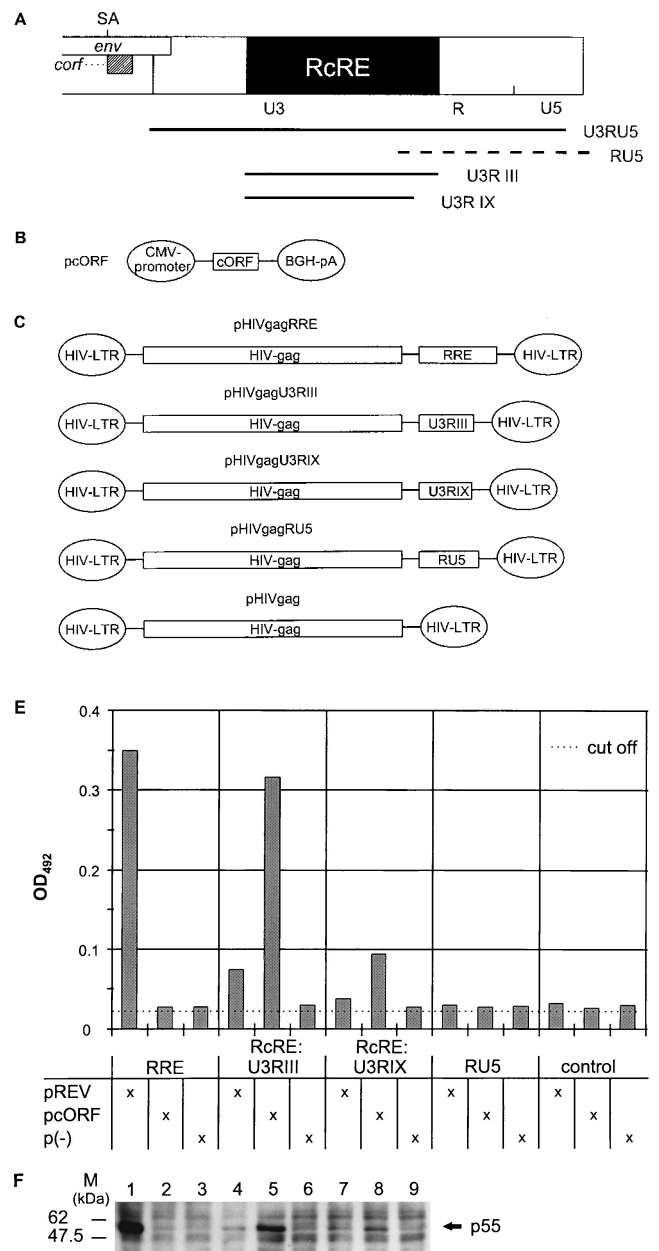 A
SA
env
corf
RcRE
U3 R U5
U3RU5
RU5
U3R III
U3R IX
B
pcORF
CMV-promoter
cORF
BGH-pA
C
pHIVgagRRE
HIV-LTR HIV-gag RRE HIV-LTR
pHIVgagU3RIII
HIV-LTR HIV-gag U3RIII HIV-LTR
pHIVgagU3RIX
HIV-LTR HIV-gag U3RIX HIV-LTR
pHIVgagRU5
HIV-LTR HIV-gag RU5 HIV-LTR
pHIVgag
HIV-LTR HIV-gag HIV-LTR
E
0.4
cut off
0.3
OD492
0.2
0.1
0
RRE RcRE: U3RIII RcRE: U3RIX RU5 control
pREV x x x x x
pcORF x x x x x
p(-) x x x x x
F
M (kDa) 1 2 3 4 5 6 7 8 9
62
47.5
p55